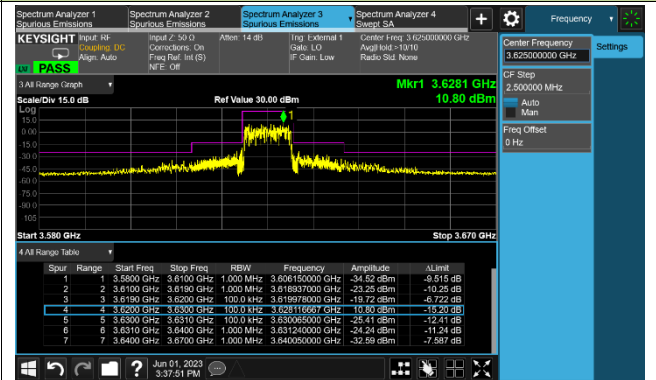 Spectrum Analyzer 1 Spectrum Analyzer 2 Spectrum Analyzer 3 Spectrum Analyzer 4 + Frequency
Spurious Emissions Spurious Emissions Spurious Emissions Swept SA
KEYSIGHT Input: RF Input Z: 50 Ω Atten: 14 dB Trig: External 1 Center Freq: 3.625000000 GHz
Coupling: DC Corrections: On Gate: LO Avg|Hold:>10/10
Align: Auto Freq Ref: Int (S) IF Gain: Low Radio Std: None
NFE: Off
PASS
Center Frequency
3.625000000 GHz
Settings
CF Step
2.500000 MHz
Auto
Man
Freq Offset
0 Hz
3 All Range Graph
Mkr1 3.6281 GHz
Scale/Div 15.0 dB Ref Value 30.00 dBm 10.80 dBm
Log
15.0
0.00
-15.0
-30.0
-45.0
-60.0
-75.0
-90.0
-105
1
Start 3.580 GHz Stop 3.670 GHz
4 All Range Table
Spur Range Start Freq Stop Freq RBW Frequency Amplitude ΔLimit
1 1 3.5800 GHz 3.6100 GHz 1.000 MHz 3.606150000 GHz -34.52 dBm -9.515 dB
2 2 3.6100 GHz 3.6190 GHz 1.000 MHz 3.618937000 GHz -23.25 dBm -10.25 dB
3 3 3.6190 GHz 3.6200 GHz 100.0 kHz 3.619978000 GHz -19.72 dBm -6.722 dB
4 4 3.6200 GHz 3.6300 GHz 100.0 kHz 3.628116667 GHz 10.80 dBm -15.20 dB
5 5 3.6300 GHz 3.6310 GHz 100.0 kHz 3.630065000 GHz -25.41 dBm -12.41 dB
6 6 3.6310 GHz 3.6400 GHz 1.000 MHz 3.631240000 GHz -24.24 dBm -11.24 dB
7 7 3.6400 GHz 3.6700 GHz 1.000 MHz 3.640050000 GHz -32.59 dBm -7.587 dB
? Jun 01, 2023
3:37:51 PM